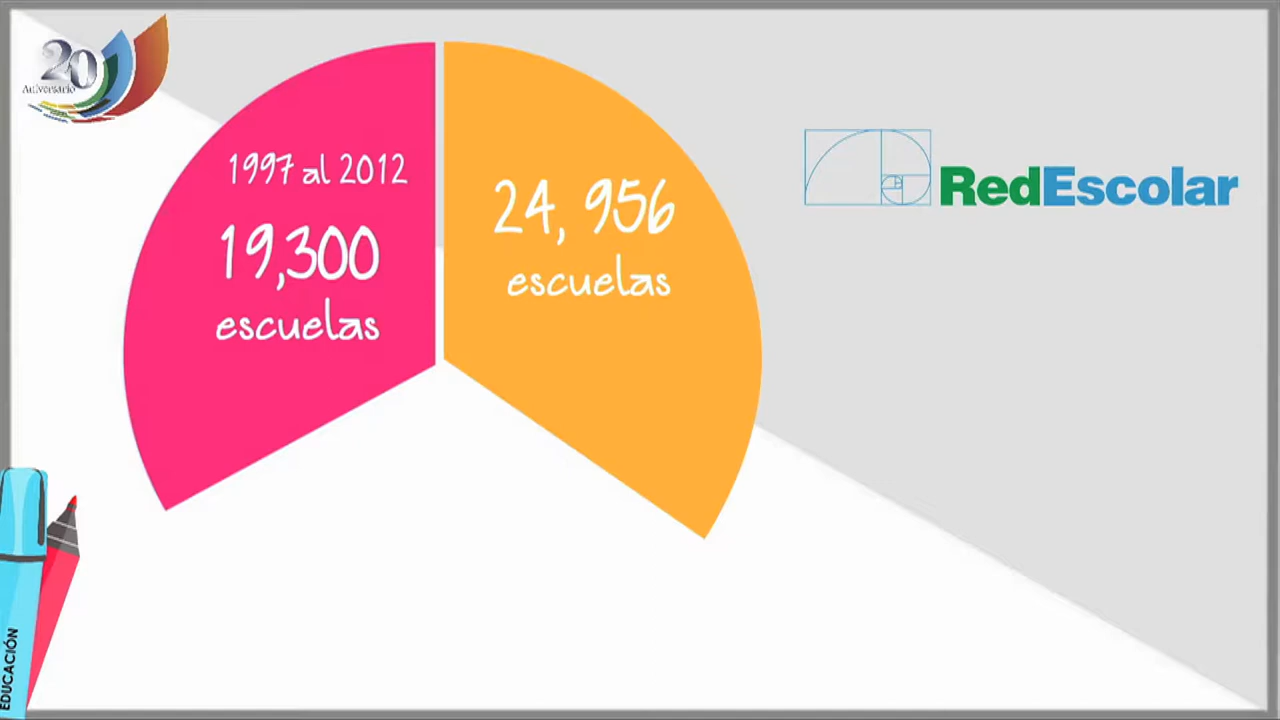 20
Aniversario
1997 al 2012
19,300
escuelas
24, 956
escuelas
RedEscolar
EDUCACIÓN